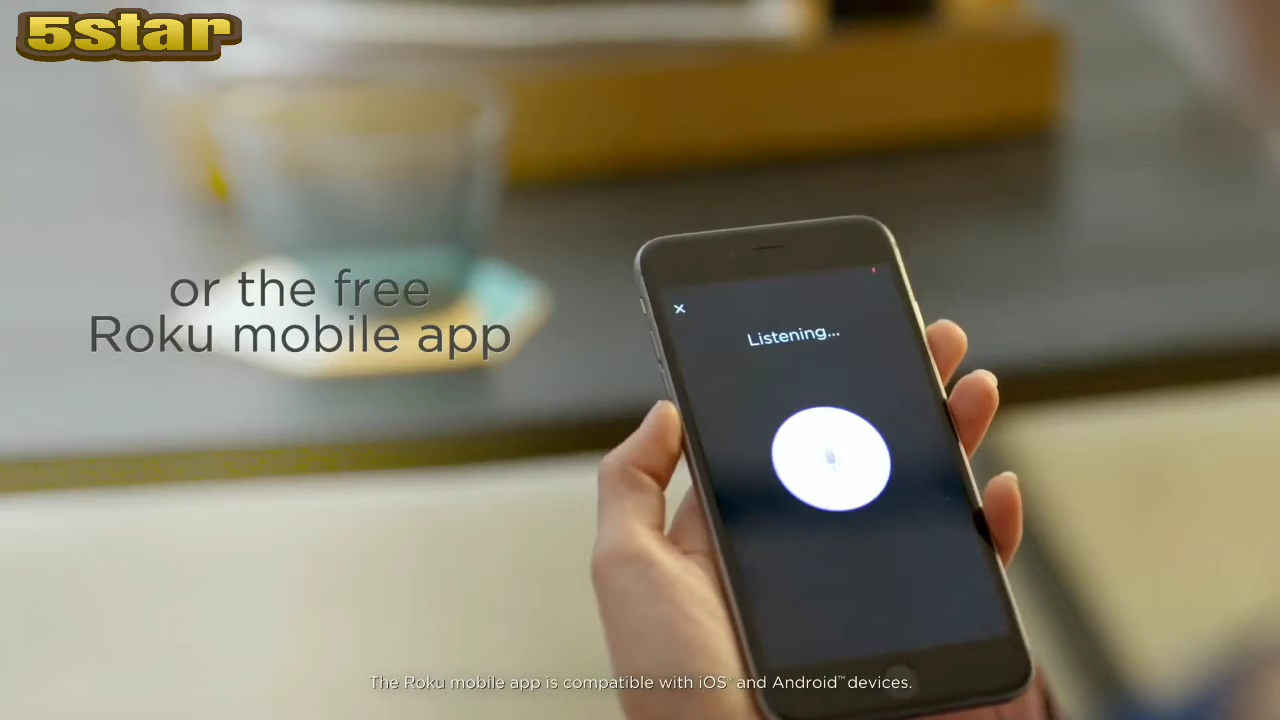 5star
or the free
Roku mobile app
Listening...
The Roku mobile app is compatible with iOS® and Android™ devices.